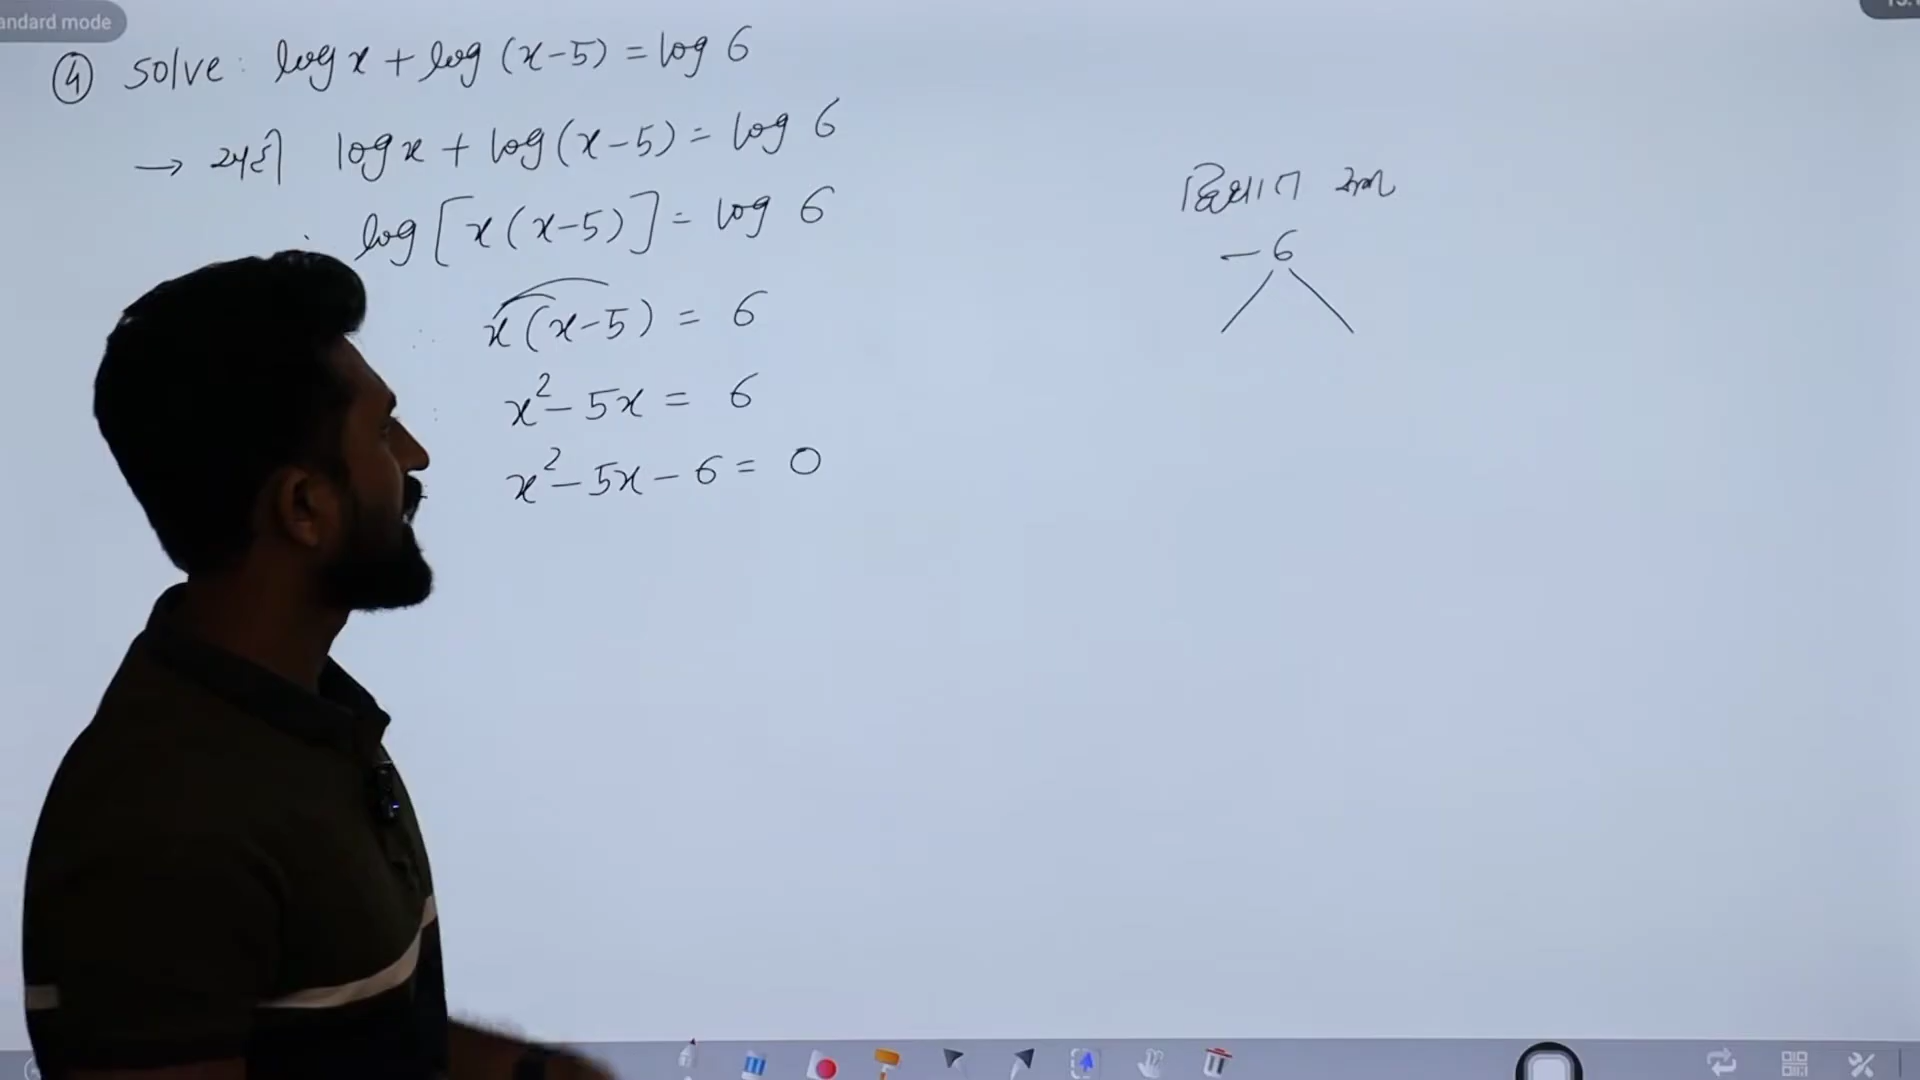 andard mode
④ solve: log x + log (x-5) = log 6
→ અહીં log x + log (x-5) = log 6
log [x (x-5)] = log 6
x (x-5) = 6
x² - 5x = 6
x² - 5x - 6 = 0
દ્વિઘાત
-6